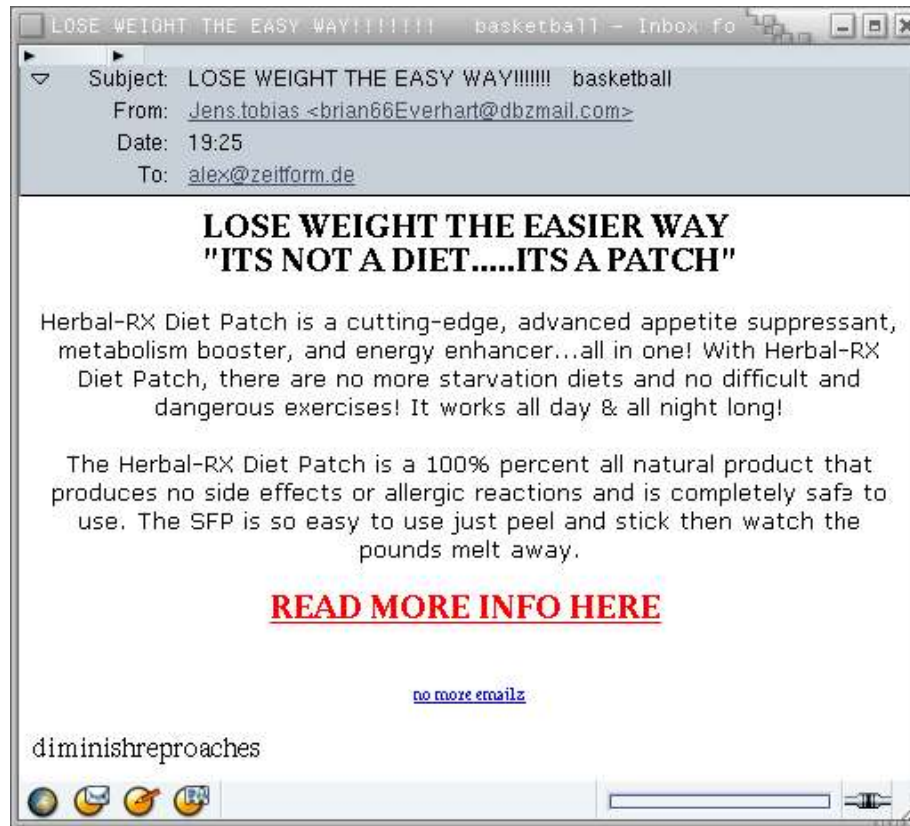 LOSE WEIGHT THE EASY WAY!!!!!!! basketball – Inbox fo
Subject: LOSE WEIGHT THE EASY WAY!!!!!!! basketball
From: Jens.tobias <brian66Everhart@dbzmail.com>
Date: 19:25
To: alex@zeitform.de
LOSE WEIGHT THE EASIER WAY
"ITS NOT A DIET.....ITS A PATCH"
Herbal-RX Diet Patch is a cutting-edge, advanced appetite suppressant,
metabolism booster, and energy enhancer...all in one! With Herbal-RX
Diet Patch, there are no more starvation diets and no difficult and
dangerous exercises! It works all day & all night long!
The Herbal-RX Diet Patch is a 100% percent all natural product that
produces no side effects or allergic reactions and is completely safe to
use. The SFP is so easy to use just peel and stick then watch the
pounds melt away.
READ MORE INFO HERE
no more emailz
diminishreproaches